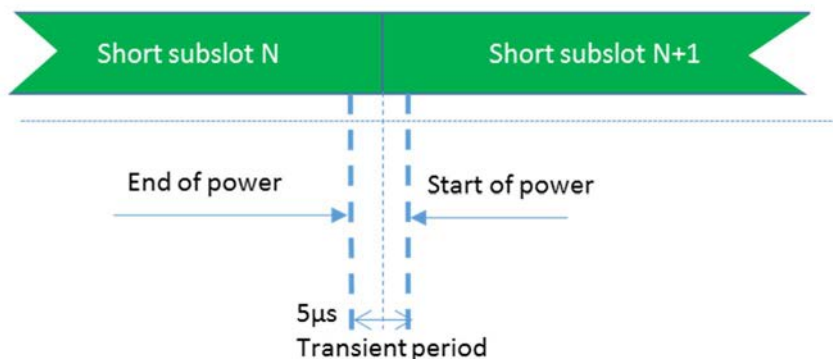 Short subslot N
Short subslot N+1
End of power
Start of power
5µs
Transient period